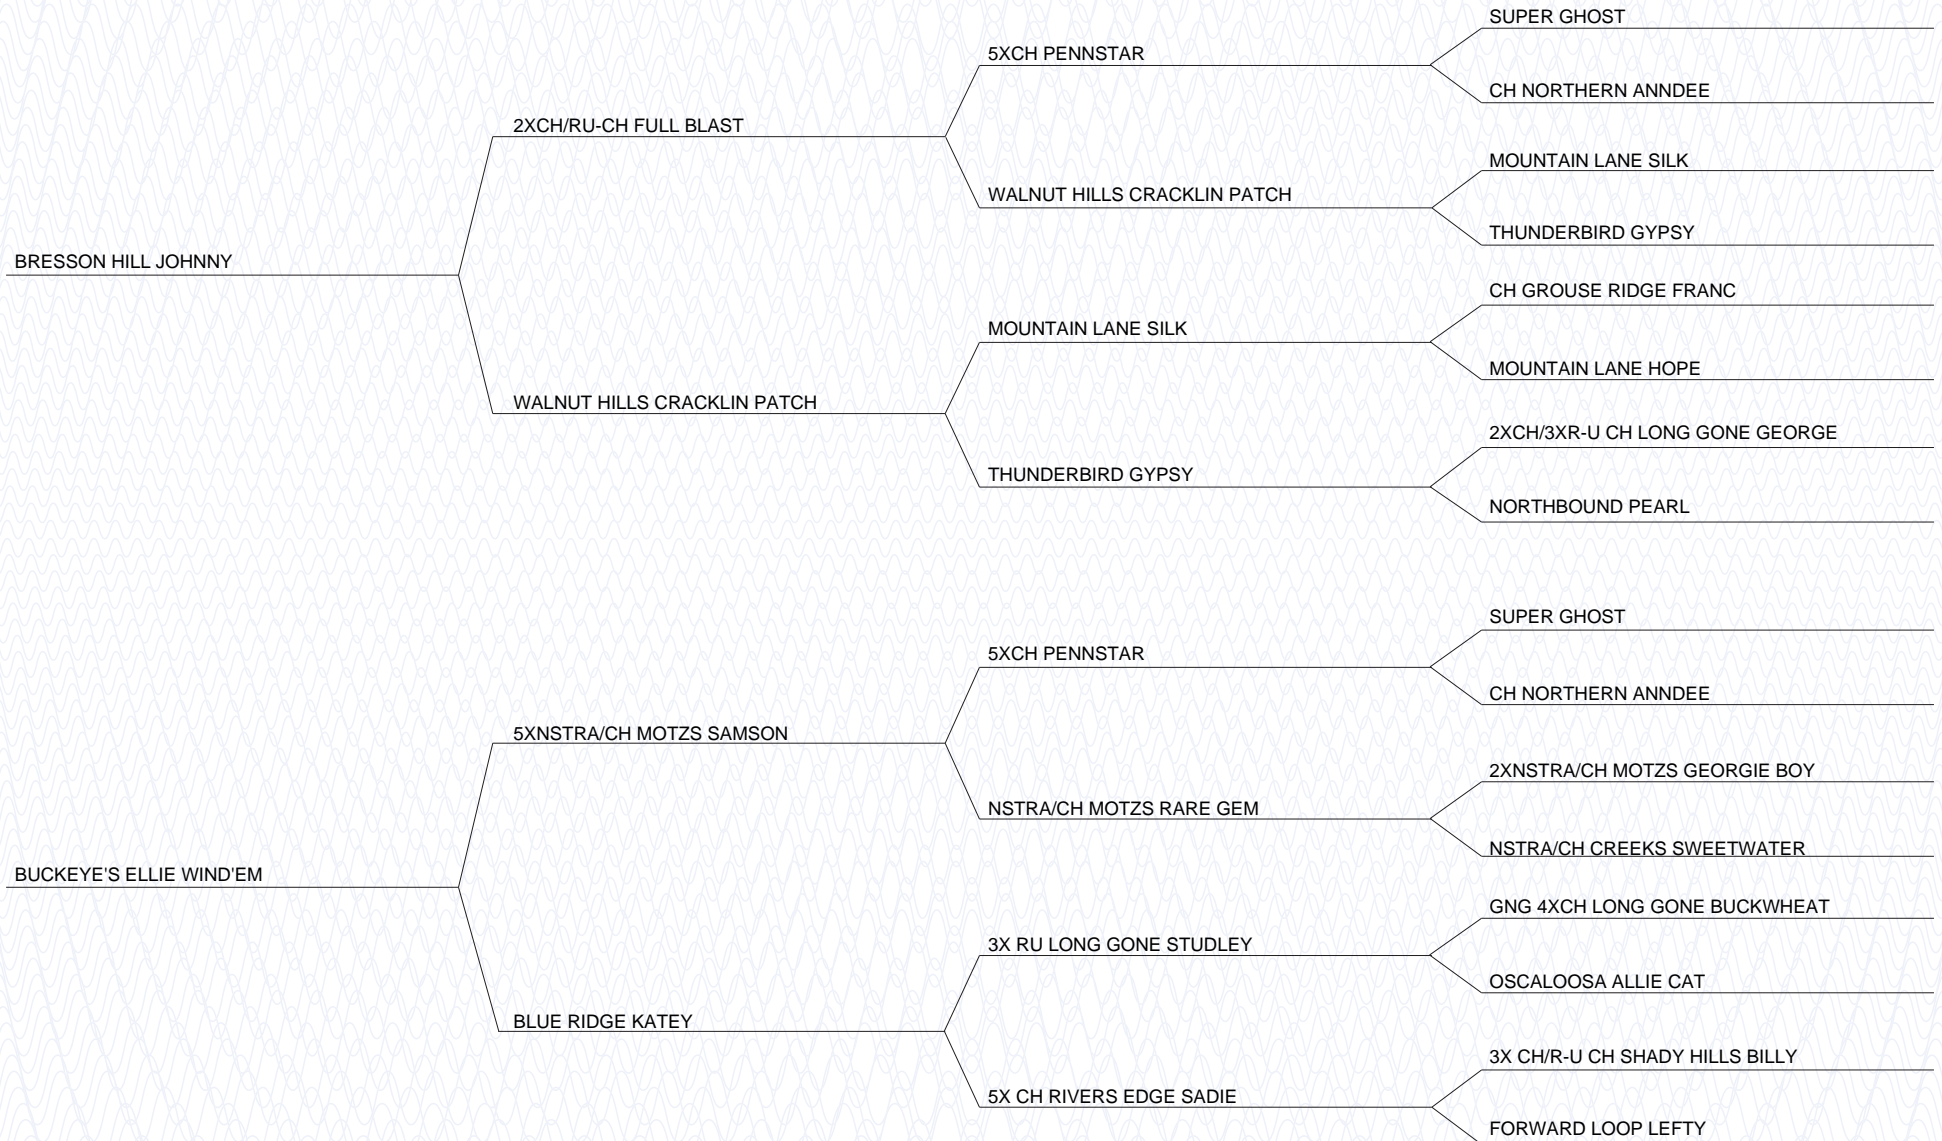 SUPER GHOST
5XCH PENNSTAR
CH NORTHERN ANNDEE
2XCH/RU-CH FULL BLAST
MOUNTAIN LANE SILK
WALNUT HILLS CRACKLIN PATCH
THUNDERBIRD GYPSY
BRESSON HILL JOHNNY
CH GROUSE RIDGE FRANC
MOUNTAIN LANE SILK
MOUNTAIN LANE HOPE
WALNUT HILLS CRACKLIN PATCH
2XCH/3XR-U CH LONG GONE GEORGE
THUNDERBIRD GYPSY
NORTHBOUND PEARL
SUPER GHOST
5XCH PENNSTAR
CH NORTHERN ANNDEE
5XNSTRA/CH MOTZS SAMSON
2XNSTRA/CH MOTZS GEORGIE BOY
NSTRA/CH MOTZS RARE GEM
NSTRA/CH CREEKS SWEETWATER
BUCKEYE'S ELLIE WIND'EM
GNG 4XCH LONG GONE BUCKWHEAT
3X RU LONG GONE STUDLEY
OSCALOOSA ALLIE CAT
BLUE RIDGE KATEY
3X CH/R-U CH SHADY HILLS BILLY
5X CH RIVERS EDGE SADIE
FORWARD LOOP LEFTY